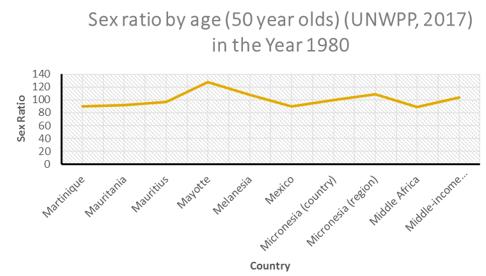 Sex ratio by age (50 year olds) (UNWPP, 2017)
in the Year 1980
140
120
100
80
60
40
20
0
Sex Ratio
Martinique
Mauritania
Mauritius
Mayotte
Melanesia
Mexico
Micronesia (country)
Micronesia (region)
Middle Africa
Middle-income...
Country